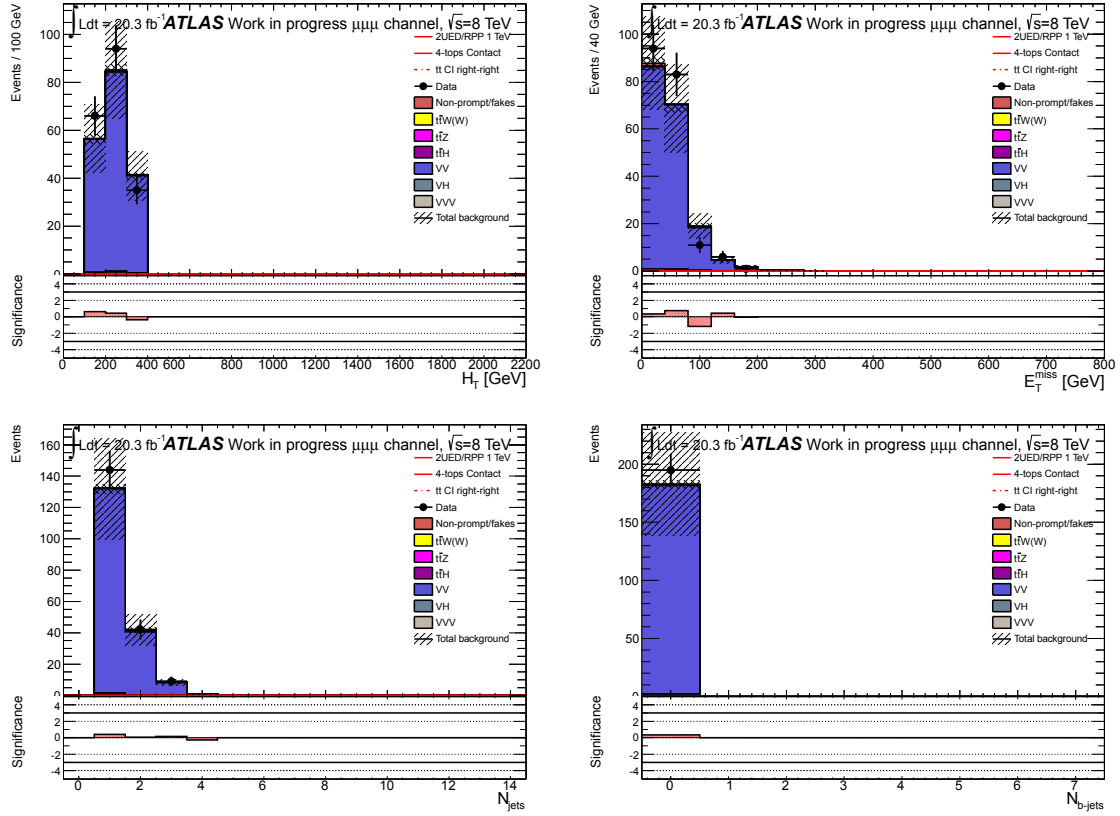 ∫ Ldt = 20.3 fb⁻¹ ATLAS Work in progress μμμ channel, √s=8 TeV
Events / 100 GeV
100
80
60
40
20
0
2UED/RPP 1 TeV
4-tops Contact
tt CI right-right
Data
Non-prompt/fakes
tt̄W(W)
tt̄Z
tt̄H
VV
VH
VVV
Total background
Significance
4
2
0
-2
-4
0 200 400 600 800 1000 1200 1400 1600 1800 2000 2200
H_T [GeV]
∫ Ldt = 20.3 fb⁻¹ ATLAS Work in progress μμμ channel, √s=8 TeV
Events / 40 GeV
100
80
60
40
20
0
2UED/RPP 1 TeV
4-tops Contact
tt CI right-right
Data
Non-prompt/fakes
tt̄W(W)
tt̄Z
tt̄H
VV
VH
VVV
Total background
Significance
4
2
0
-2
-4
0 100 200 300 400 500 600 700 800
E_T^miss [GeV]
∫ Ldt = 20.3 fb⁻¹ ATLAS Work in progress μμμ channel, √s=8 TeV
Events
160
140
120
100
80
60
40
20
0
2UED/RPP 1 TeV
4-tops Contact
tt CI right-right
Data
Non-prompt/fakes
tt̄W(W)
tt̄Z
tt̄H
VV
VH
VVV
Total background
Significance
4
2
0
-2
-4
0 2 4 6 8 10 12 14
N_jets
∫ Ldt = 20.3 fb⁻¹ ATLAS Work in progress μμμ channel, √s=8 TeV
Events
200
150
100
50
2UED/RPP 1 TeV
4-tops Contact
tt CI right-right
Data
Non-prompt/fakes
tt̄W(W)
tt̄Z
tt̄H
VV
VH
VVV
Total background
Significance
4
2
0
-2
-4
0 1 2 3 4 5 6 7
N_b-jets